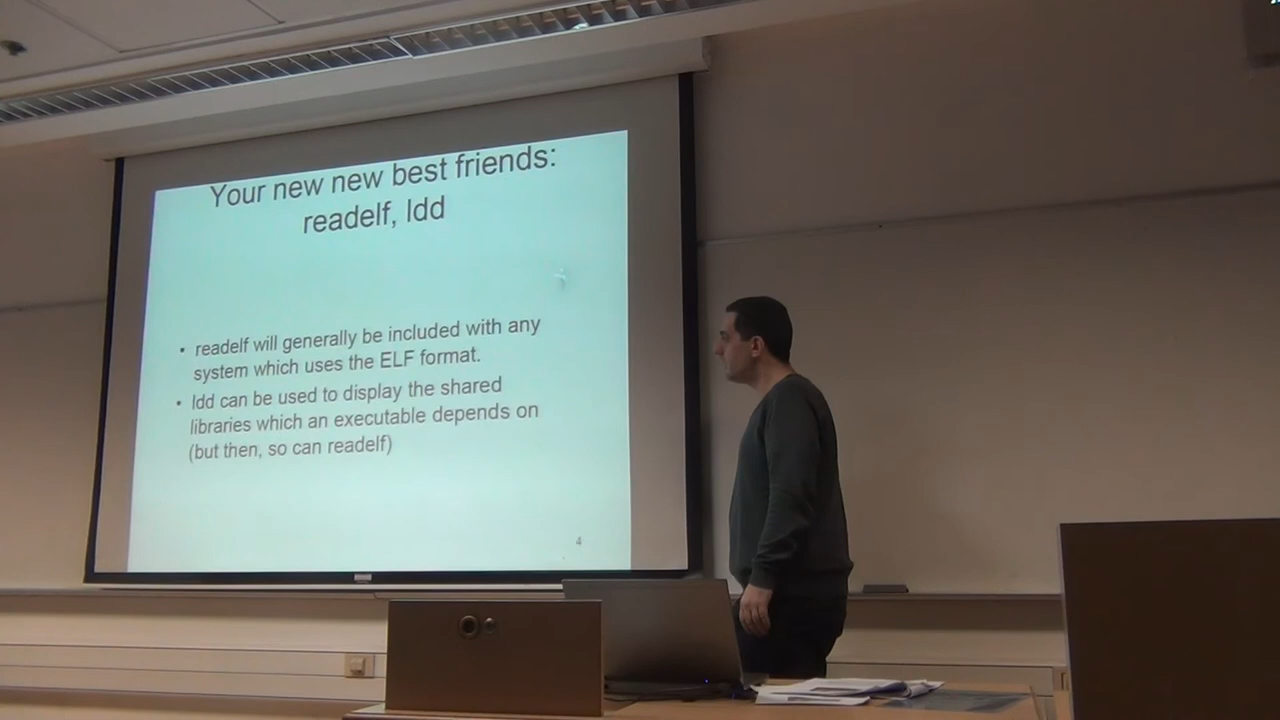 Your new new best friends:
readelf, ldd
• readelf will generally be included with any
system which uses the ELF format.
• ldd can be used to display the shared
libraries which an executable depends on
(but then, so can readelf)
4